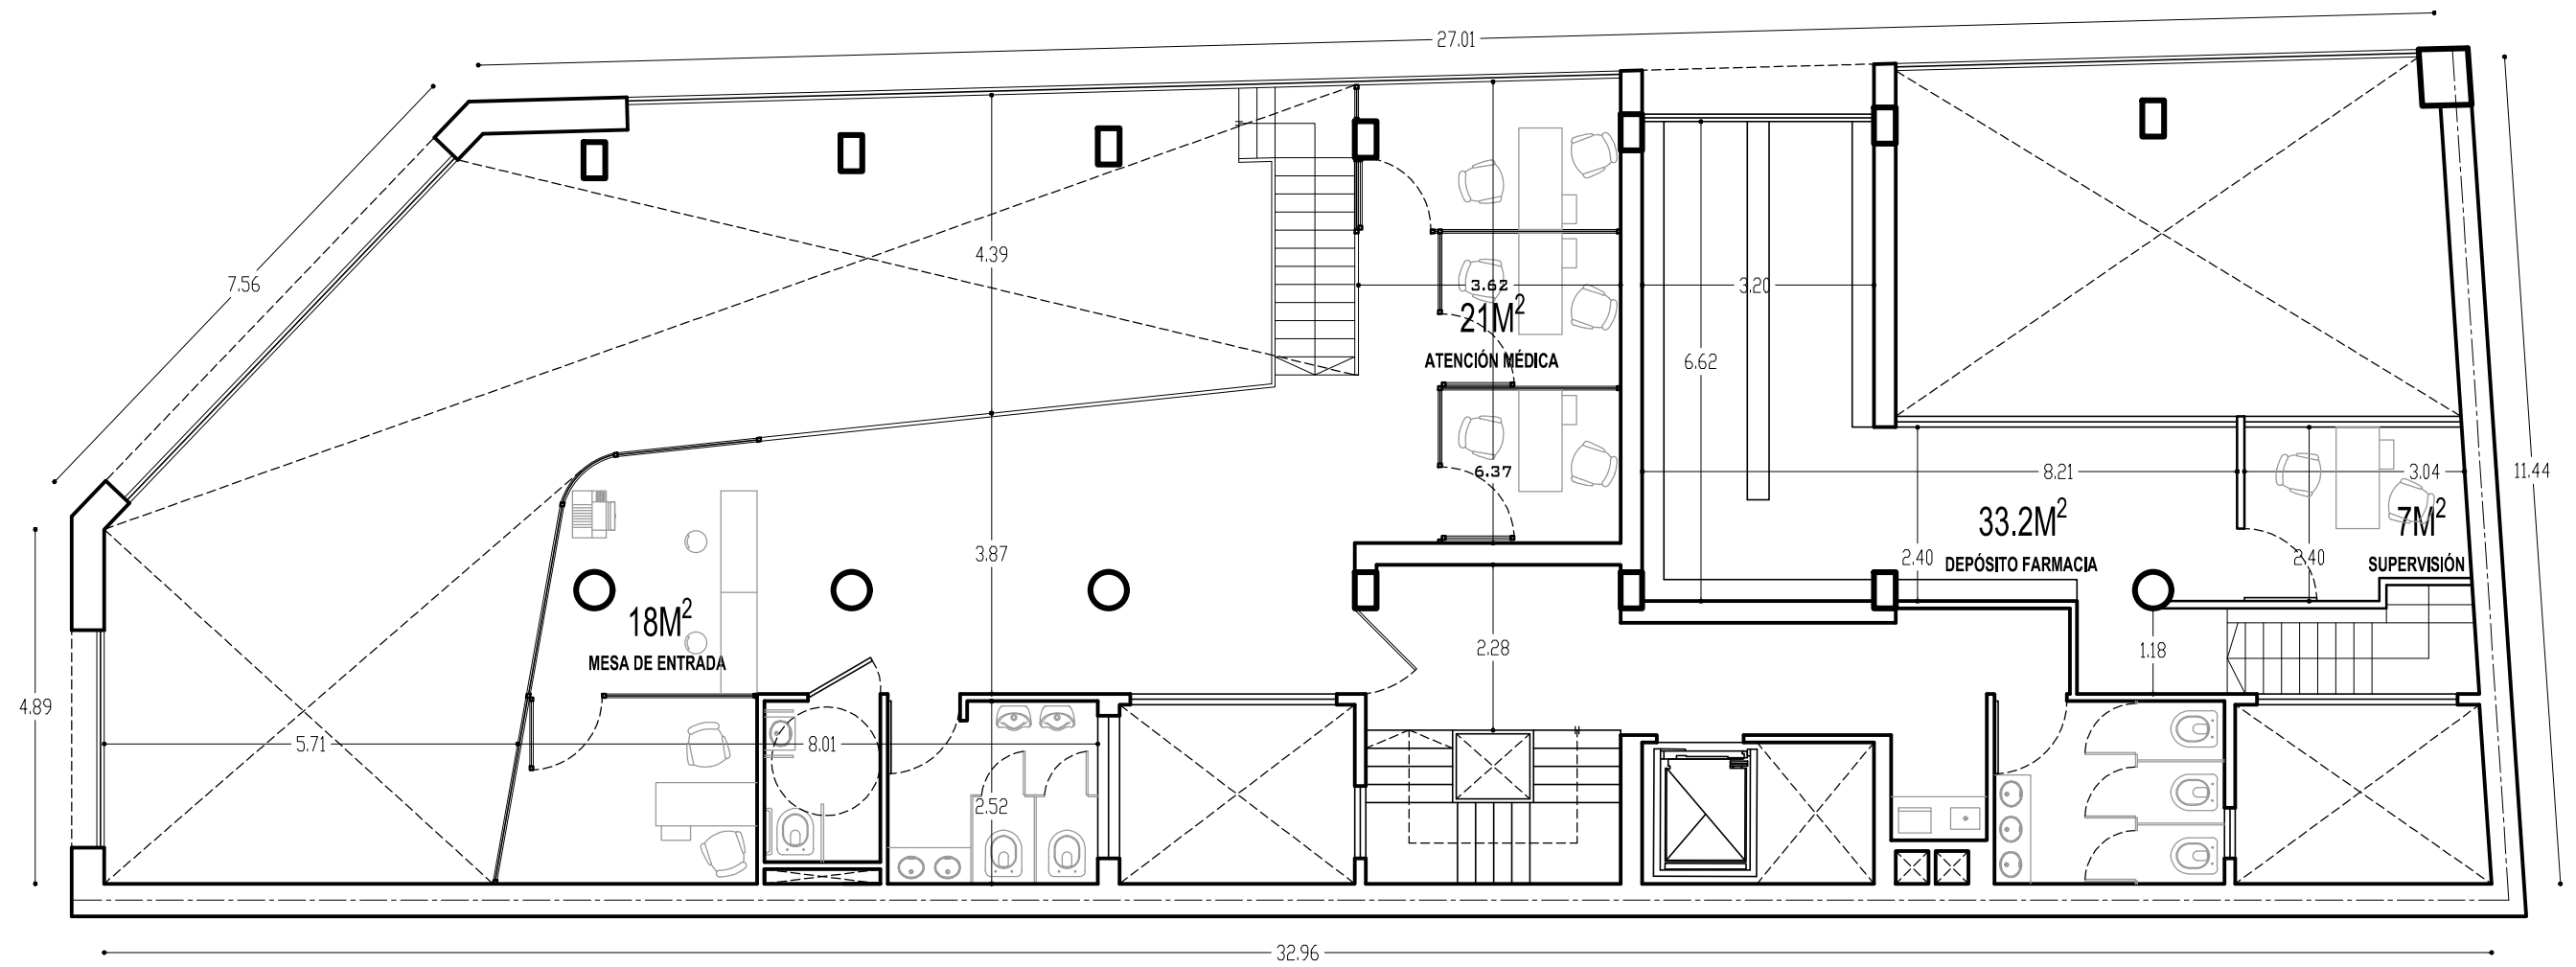 27.01
7.56
4.39
3.62
3.20
21M²
ATENCIÓN MÉDICA
6.62
6.37
8.21
3.04
11.44
33.2M²
7M²
3.87
2.40
DEPÓSITO FARMACIA
2.40
SUPERVISIÓN
18M²
MESA DE ENTRADA
2.28
1.18
4.89
5.71
8.01
2.52
32.96